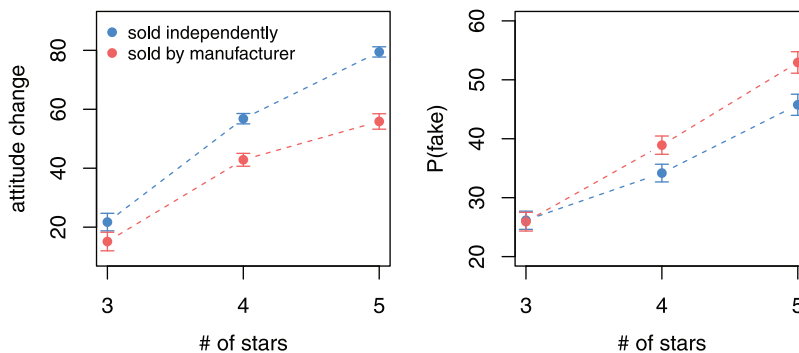 sold independently
sold by manufacturer
attitude change
80
60
40
20
3
4
5
# of stars
P(fake)
60
50
40
30
20
3
4
5
# of stars